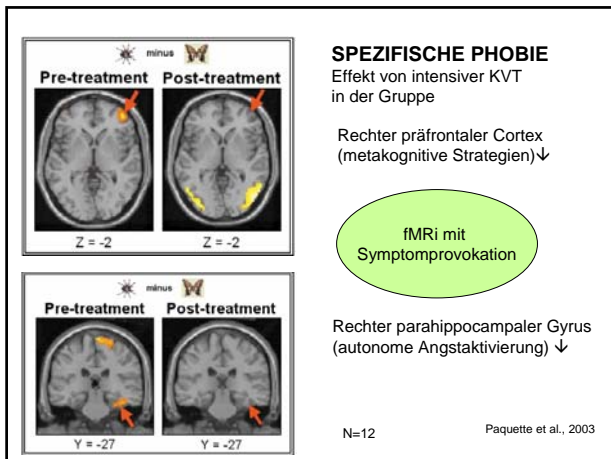 minus
Pre-treatment Post-treatment
Z = -2 Z = -2
minus
Pre-treatment Post-treatment
Y = -27 Y = -27
SPEZIFISCHE PHOBIE
Effekt von intensiver KVT
in der Gruppe
Rechter präfrontaler Cortex
(metakognitive Strategien)↓
fMRi mit
Symptomprovokation
Rechter parahippocampaler Gyrus
(autonome Angstaktivierung) ↓
N=12 Paquette et al., 2003